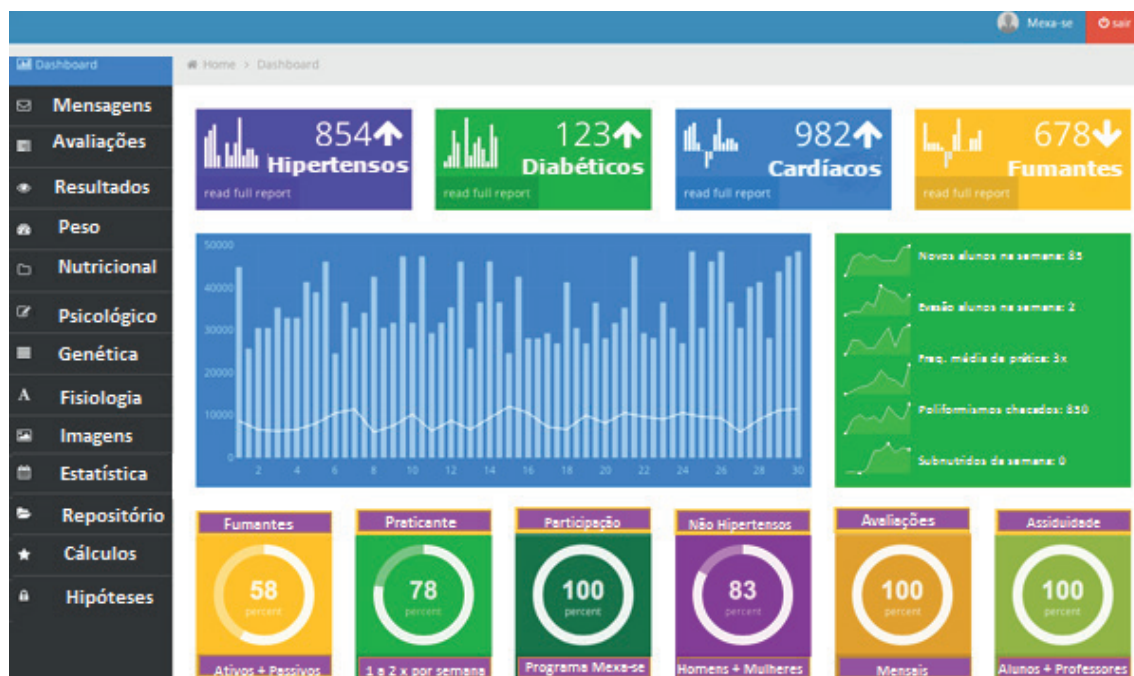 Mexa-se sair
Dashboard
Home > Dashboard
Mensagens
Avaliações
Resultados
Peso
Nutricional
Psicológico
Genética
A Fisiologia
Imagens
Estatística
Repositório
Cálculos
Hipóteses
854
Hipertensos
read full report
123
Diabéticos
read full report
982
Cardíacos
read full report
678
Fumantes
read full report
50000
40000
30000
20000
10000
0
2 4 6 8 10 12 14 16 18 20 22 24 26 28 30
Novos alunos na semana: 85
Evasão alunos na semana: 2
Freq. média de prática: 3x
Poliformismos checados: 850
Subnutridos da semana: 0
Fumantes
58
percent
Ativos + Passivos
Praticante
78
percent
1 a 2 x por semana
Participação
100
percent
Programa Mexa-se
Não Hipertensos
83
percent
Homens + Mulheres
Avaliações
100
percent
Mensais
Assiduidade
100
percent
Alunos + Professores